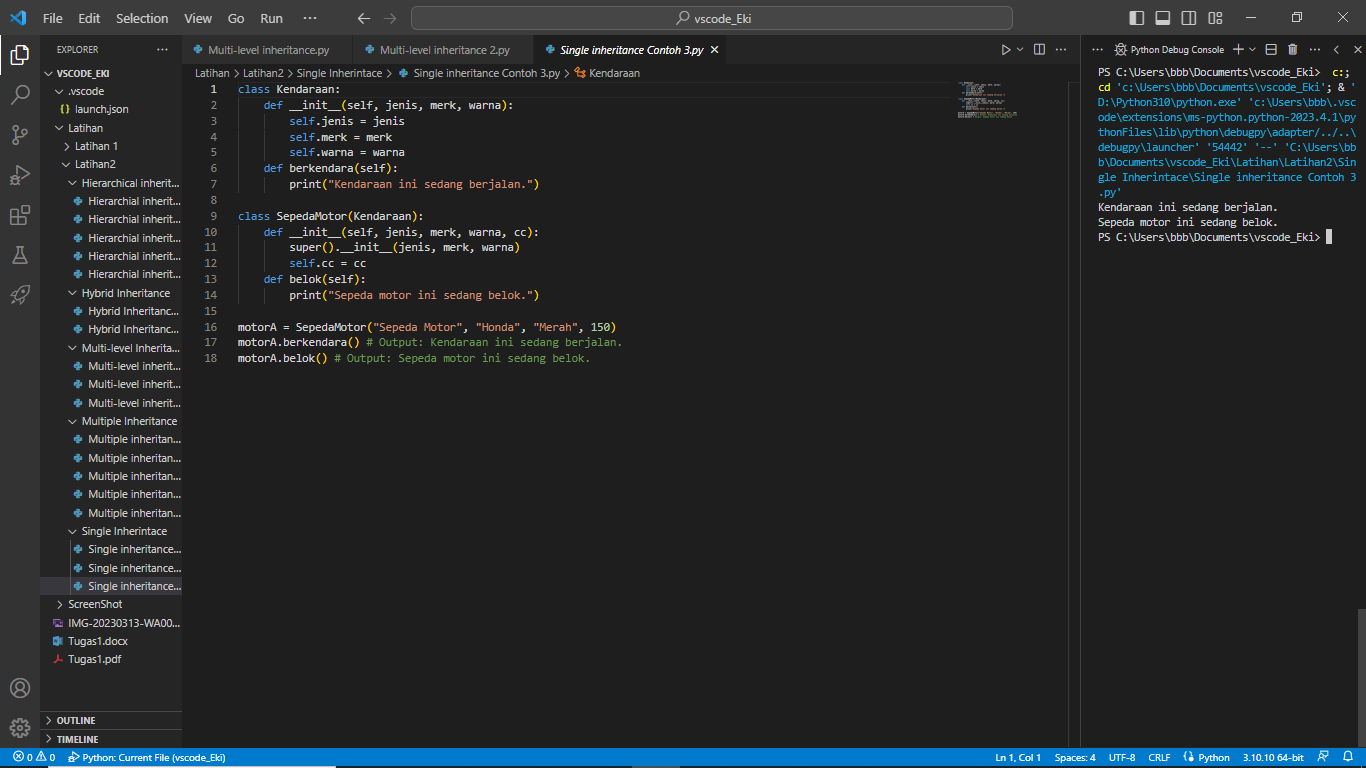 File Edit Selection View Go Run ···
vscode_Eki
EXPLORER ···
VSCODE_EKI
.vscode
launch.json
Latihan
Latihan 1
Latihan2
Hierarchical inherit...
Hierarchial inherit...
Hierarchial inherit...
Hierarchial inherit...
Hierarchial inherit...
Hierarchial inherit...
Hybrid Inheritance
Hybrid Inheritanc...
Hybrid Inheritanc...
Multi-level Inherita...
Multi-level inherit...
Multi-level inherit...
Multi-level inherit...
Multiple Inheritance
Multiple inheritan...
Multiple inheritan...
Multiple inheritan...
Multiple inheritan...
Multiple inheritan...
Single Inherintace
Single inheritance...
Single inheritance...
Single inheritance...
ScreenShot
IMG-20230313-WA00...
Tugas1.docx
Tugas1.pdf
OUTLINE
TIMELINE
Multi-level inheritance.py Multi-level inheritance 2.py Single inheritance Contoh 3.py
Latihan > Latihan2 > Single Inherintace > Single inheritance Contoh 3.py > Kendaraan
1 class Kendaraan:
2 def __init__(self, jenis, merk, warna):
3 self.jenis = jenis
4 self.merk = merk
5 self.warna = warna
6 def berkendara(self):
7 print("Kendaraan ini sedang berjalan.")
8
9 class SepedaMotor(Kendaraan):
10 def __init__(self, jenis, merk, warna, cc):
11 super().__init__(jenis, merk, warna)
12 self.cc = cc
13 def belok(self):
14 print("Sepeda motor ini sedang belok.")
15
16 motorA = SepedaMotor("Sepeda Motor", "Honda", "Merah", 150)
17 motorA.berkendara() # Output: Kendaraan ini sedang berjalan.
18 motorA.belok() # Output: Sepeda motor ini sedang belok.
Python Debug Console
PS C:\Users\bbb\Documents\vscode_Eki> c:;
cd 'c:\Users\bbb\Documents\vscode_Eki'; & '
D:\Python310\python.exe' 'c:\Users\bbb\.vsc
ode\extensions\ms-python.python-2023.4.1\py
thonFiles\lib\python\debugpy\adapter/../..\
debugpy\launcher' '54442' '--' 'C:\Users\bb
b\Documents\vscode_Eki\Latihan\Latihan2\Sin
gle Inherintace\Single inheritance Contoh 3
.py'
Kendaraan ini sedang berjalan.
Sepeda motor ini sedang belok.
PS C:\Users\bbb\Documents\vscode_Eki>
0 0 Python: Current File (vscode_Eki) Ln 1, Col 1 Spaces: 4 UTF-8 CRLF Python 3.10.10 64-bit